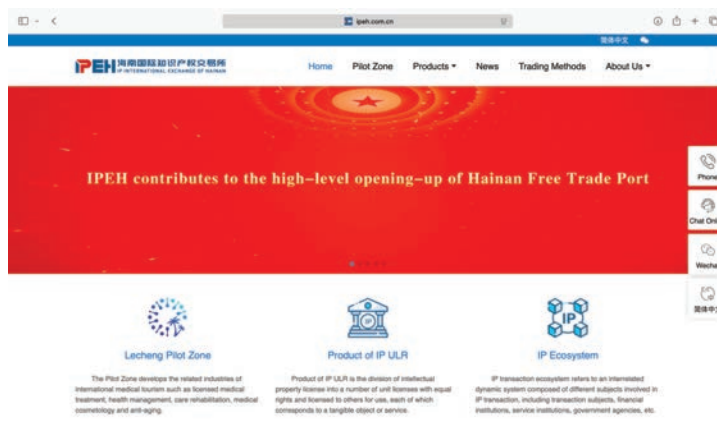 ipeh.com.cn
简体中文
IPEH 海南国际知识产权交易所
IP INTERNATIONAL EXCHANGE OF HAINAN
Home Pilot Zone Products News Trading Methods About Us
IPEH contributes to the high-level opening-up of Hainan Free Trade Port
Phone
Chat Onli
Wecha
简体中文
IP
IP
Lecheng Pilot Zone
Product of IP ULR
IP Ecosystem
The Pilot Zone develops the related industries of
international medical tourism such as licensed medical
treatment, health management, care rehabilitation, medical
cosmetology and anti-aging.
Product of IP ULR is the division of intellectual
property license into a number of unit licenses with equal
rights and licensed to others for use, each of which
corresponds to a tangible object or service.
IP transaction ecosystem refers to an interrelated
dynamic system composed of different subjects involved in
IP transaction, including transaction subjects, financial
institutions, service institutions, government agencies, etc.